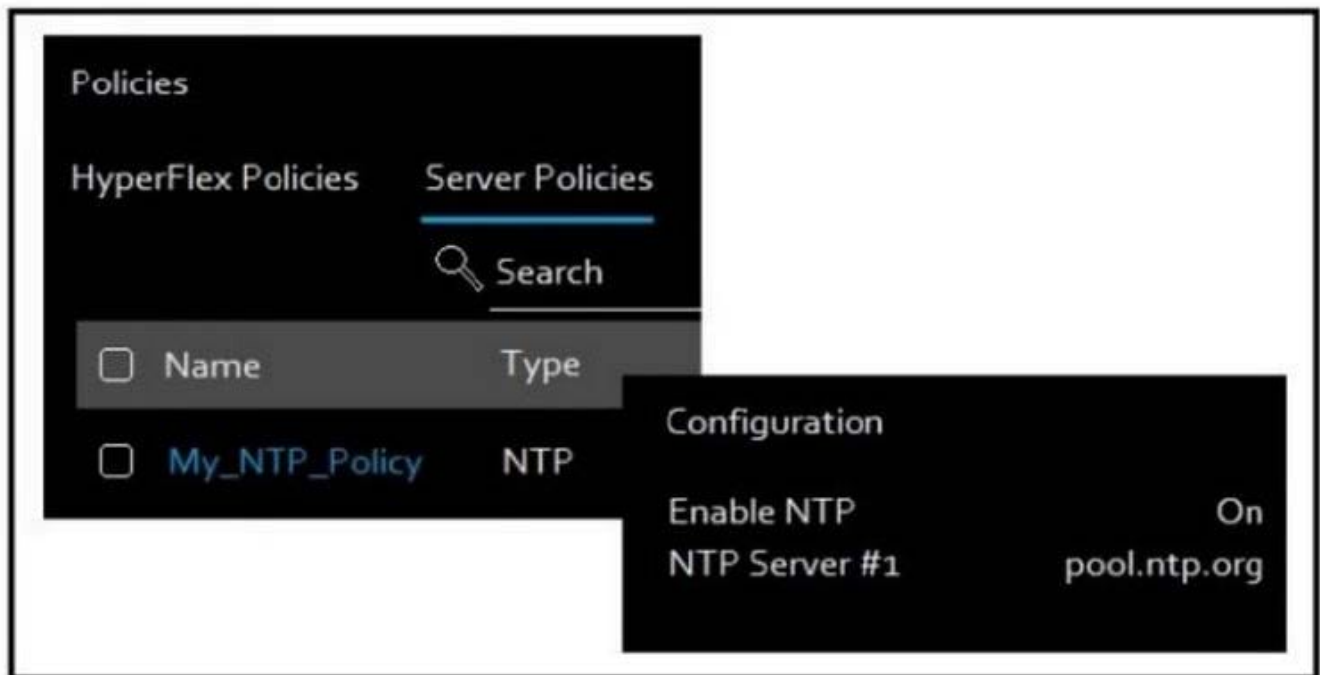 Policies
HyperFlex Policies Server Policies
Search
Name Type
My_NTP_Policy NTP
Configuration
Enable NTP On
NTP Server #1 pool.ntp.org